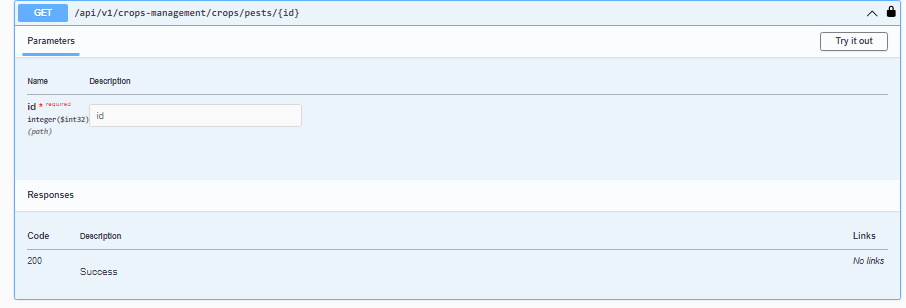 GET /api/v1/crops-management/crops/pests/{id}
Parameters Try it out
Name Description
id * required
integer($int32) id
(path)
Responses
Code Description Links
200 No links
Success